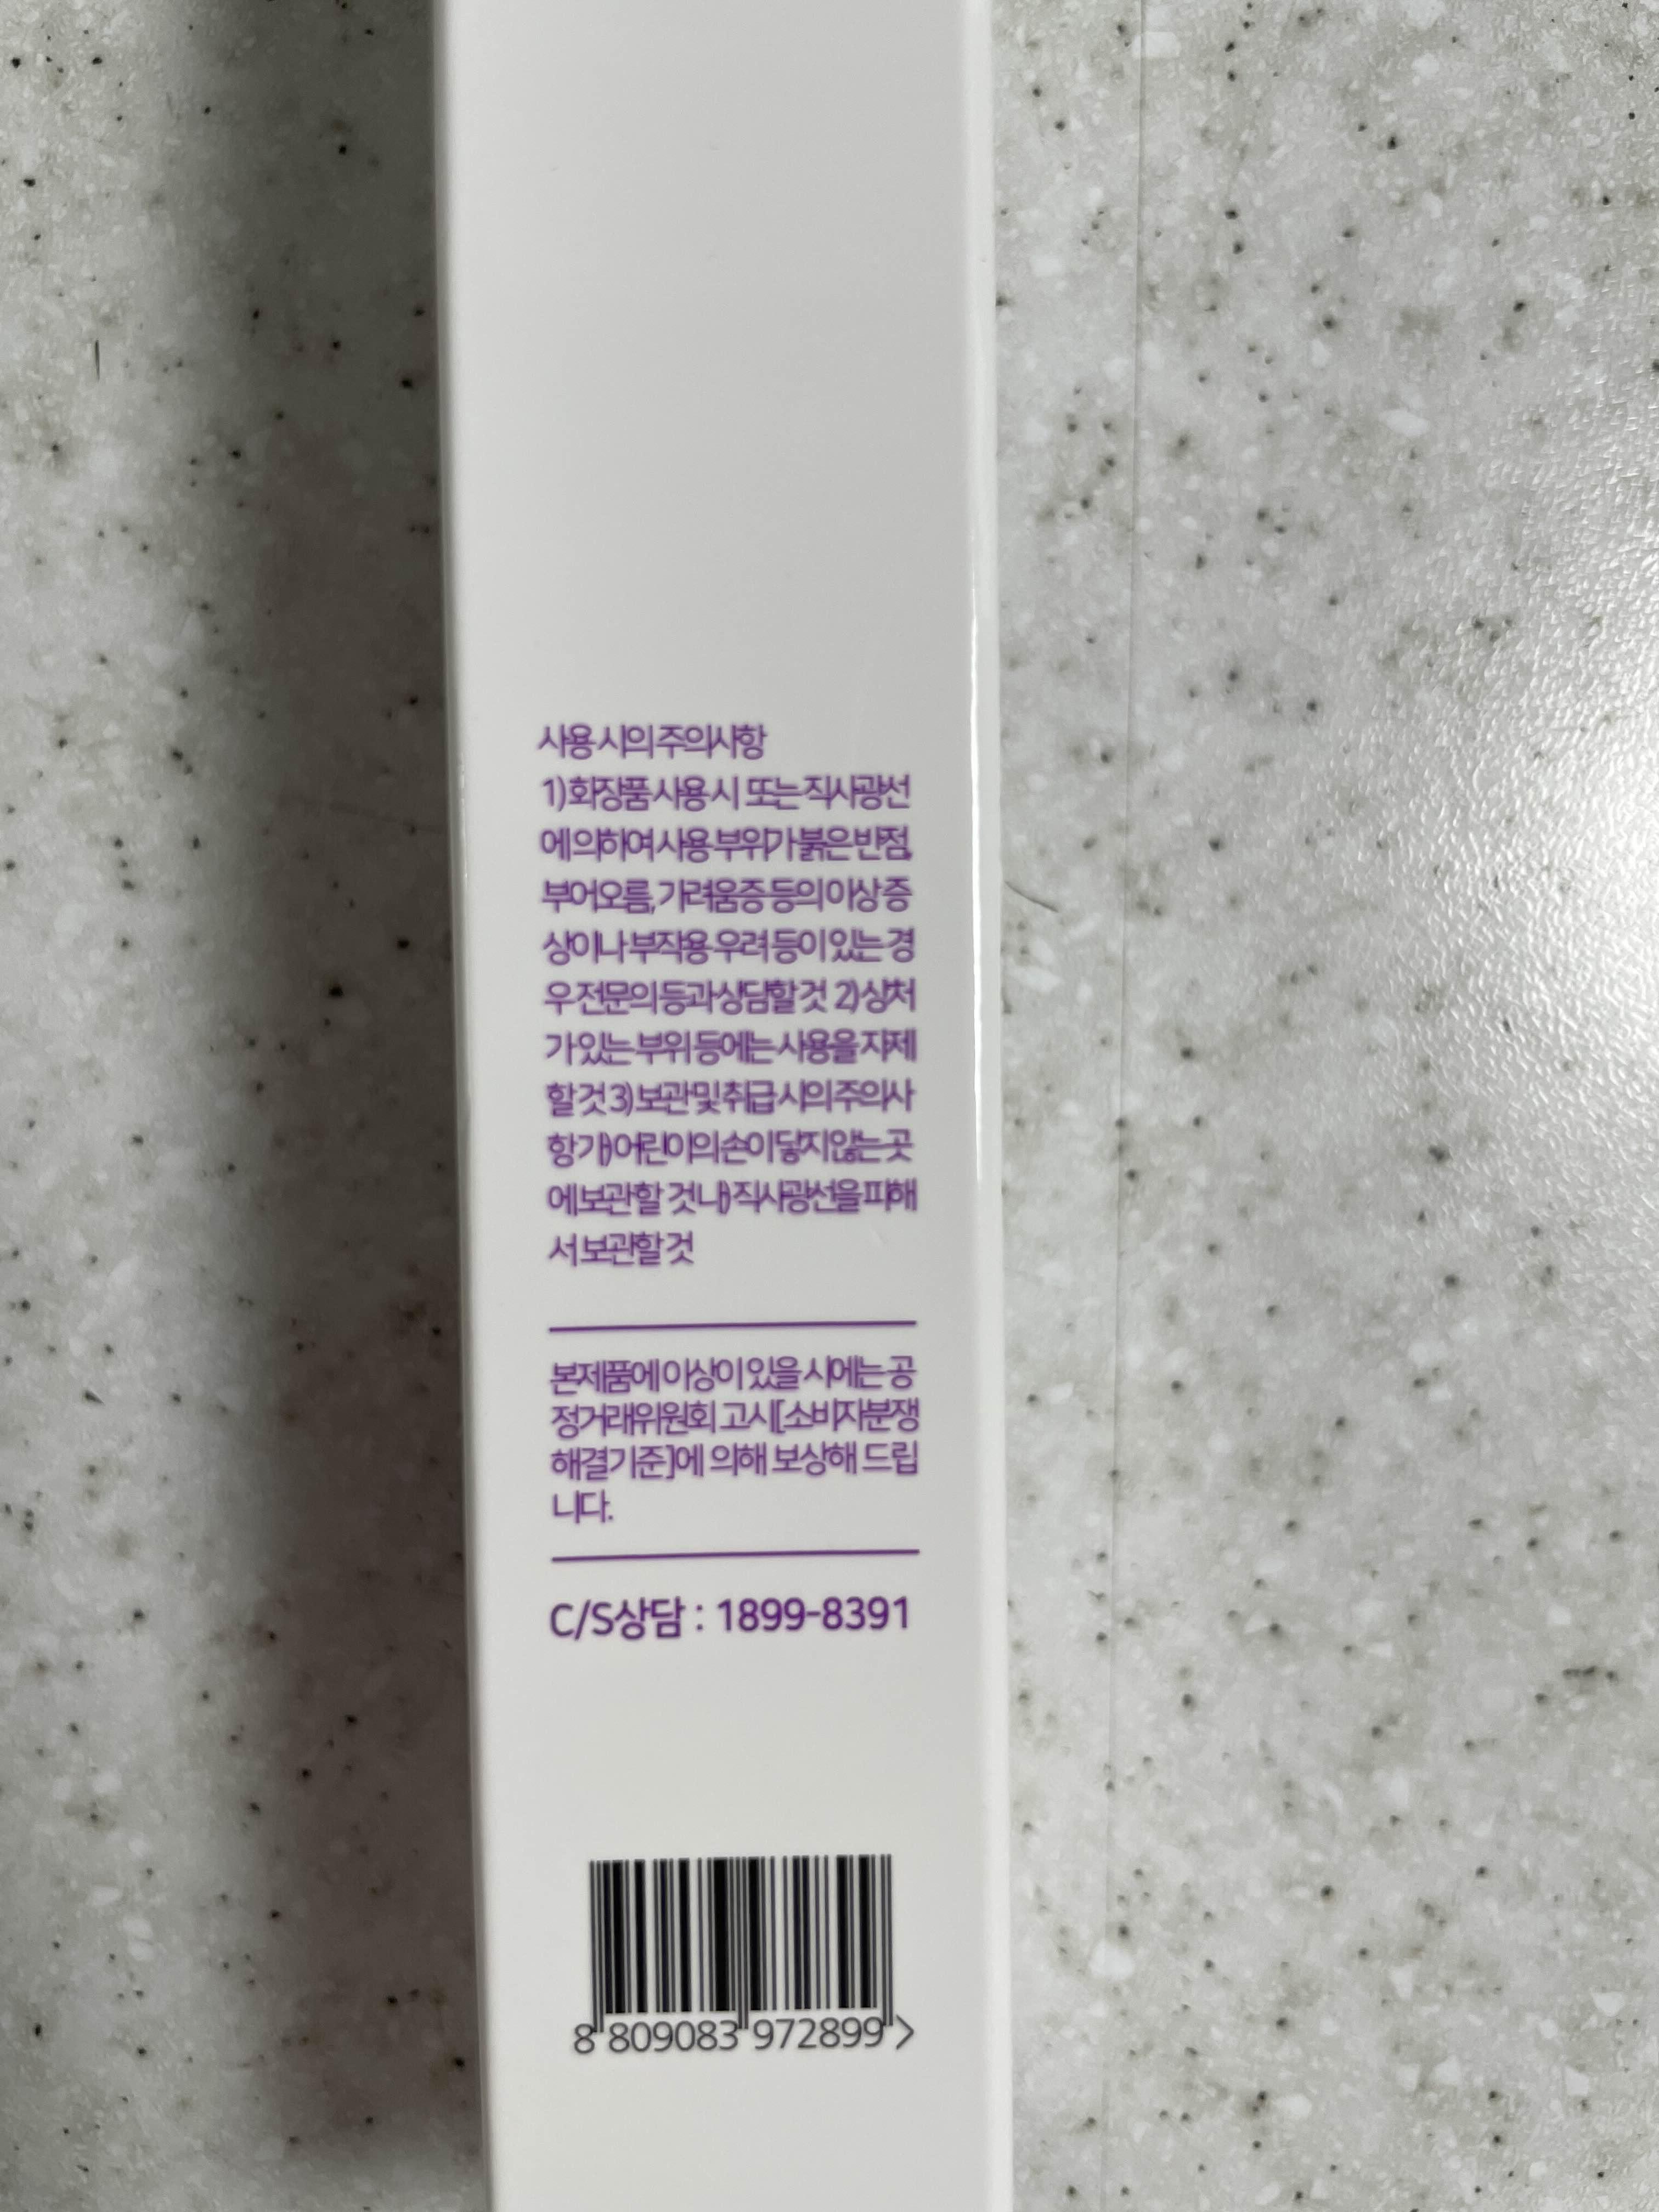 사용 시의 주의사항
1) 화장품 사용 시 또는 직사광선
에 의하여 사용 부위가 붉은 반점,
부어오름, 가려움증 등의 이상 증
상이나 부작용 우려 등이 있는 경
우 전문의 등과 상담할 것 2) 상처
가 있는 부위 등에는 사용을 자제
할 것 3) 보관 및 취급 시의 주의사
항 가) 어린이의 손이 닿지 않는 곳
에 보관할 것 나) 직사광선을 피해
서 보관할 것
본제품에 이상이 있을 시에는 공
정거래위원회 고시[소비자분쟁
해결기준]에 의해 보상해 드립
니다.
C/S상담 : 1899-8391
8 809083 972899 >